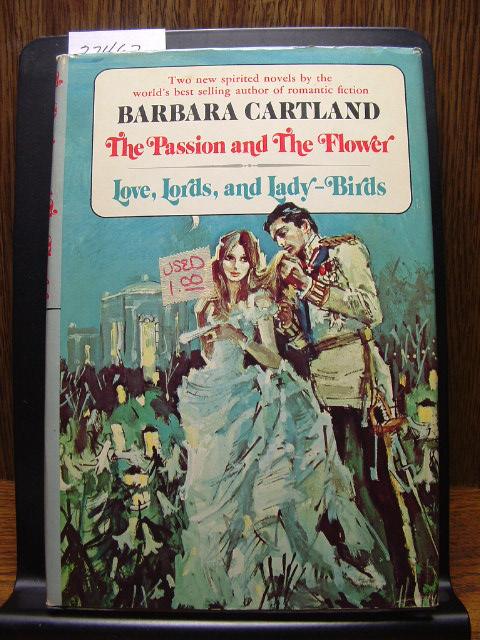 Two new spirited novels by the
world's best selling author of romantic fiction
BARBARA CARTLAND
The Passion and The Flower
Love, Lords, and Lady-Birds
USED
1.00